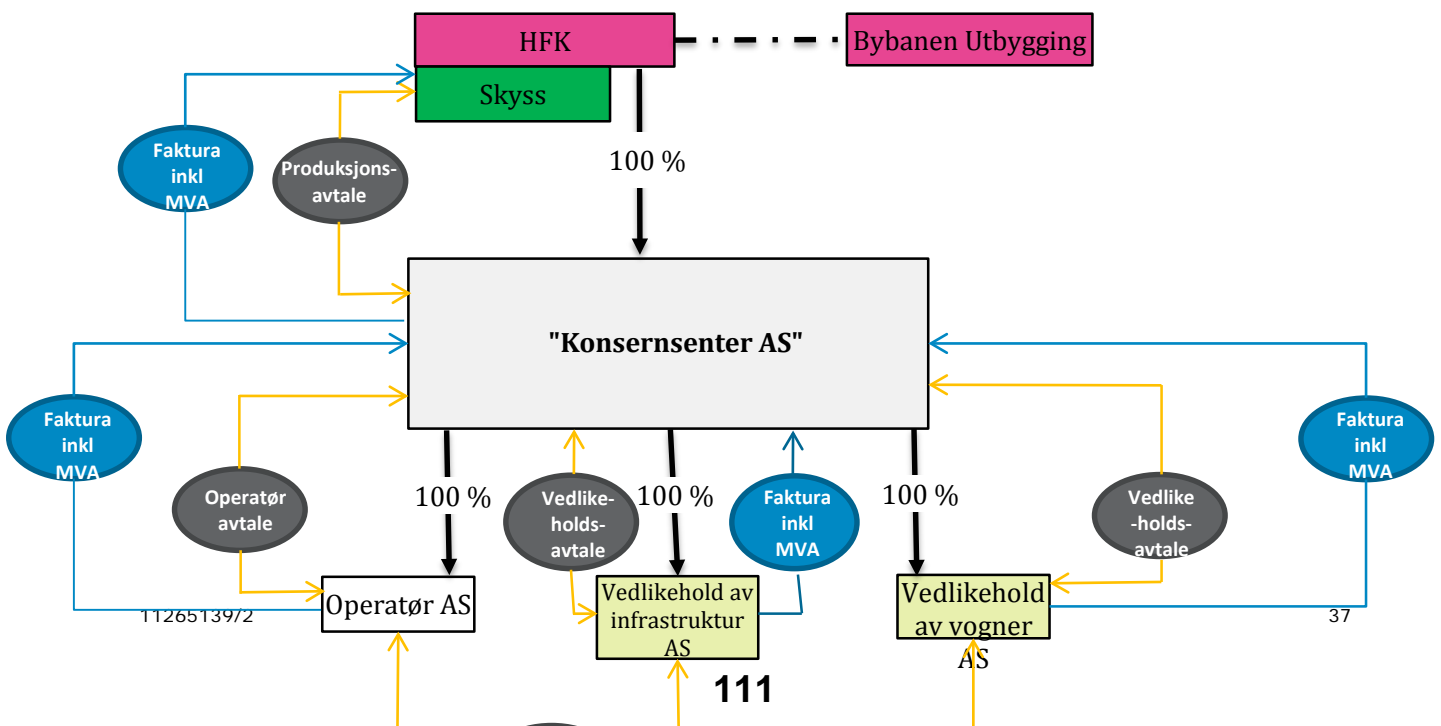 HFK
Bybanen Utbygging
Skyss
Faktura
inkl
MVA
Produksjons-
avtale
100 %
"Konsernsenter AS"
Faktura
inkl
MVA
Operatør
avtale
100 %
Vedlike-
holds-
avtale
100 %
Faktura
inkl
MVA
100 %
Vedlike
-holds-
avtale
Faktura
inkl
MVA
11265139/2
Operatør AS
Vedlikehold av
infrastruktur
AS
Vedlikehold
av vogner
AS
37
111